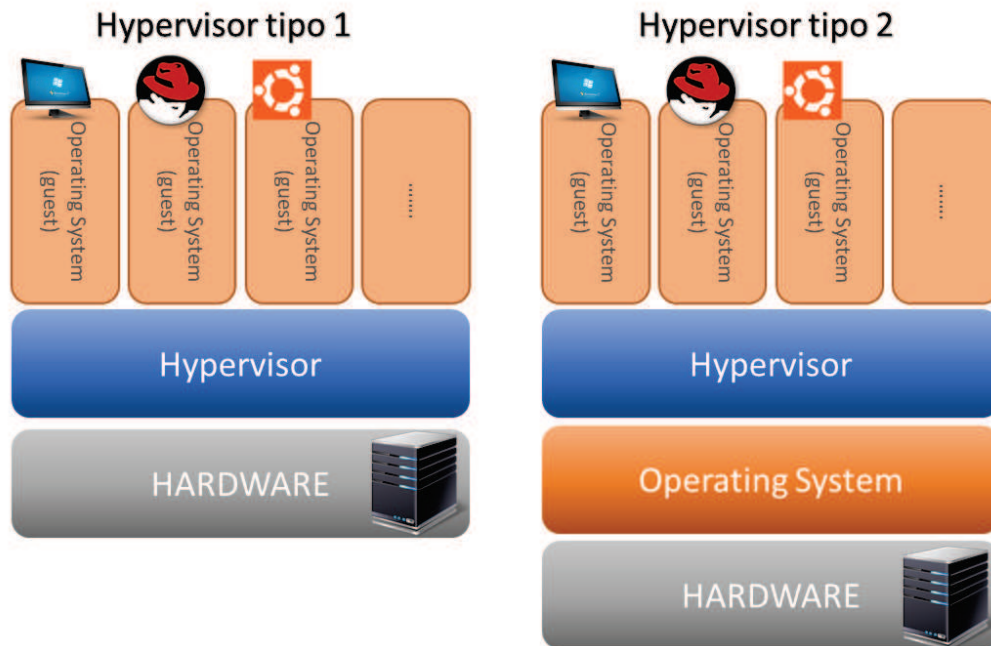 Hypervisor tipo 1
Operating System
(guest)
Operating System
(guest)
Operating System
(guest)
.......
Hypervisor
HARDWARE
Hypervisor tipo 2
Operating System
(guest)
Operating System
(guest)
Operating System
(guest)
.......
Hypervisor
Operating System
HARDWARE